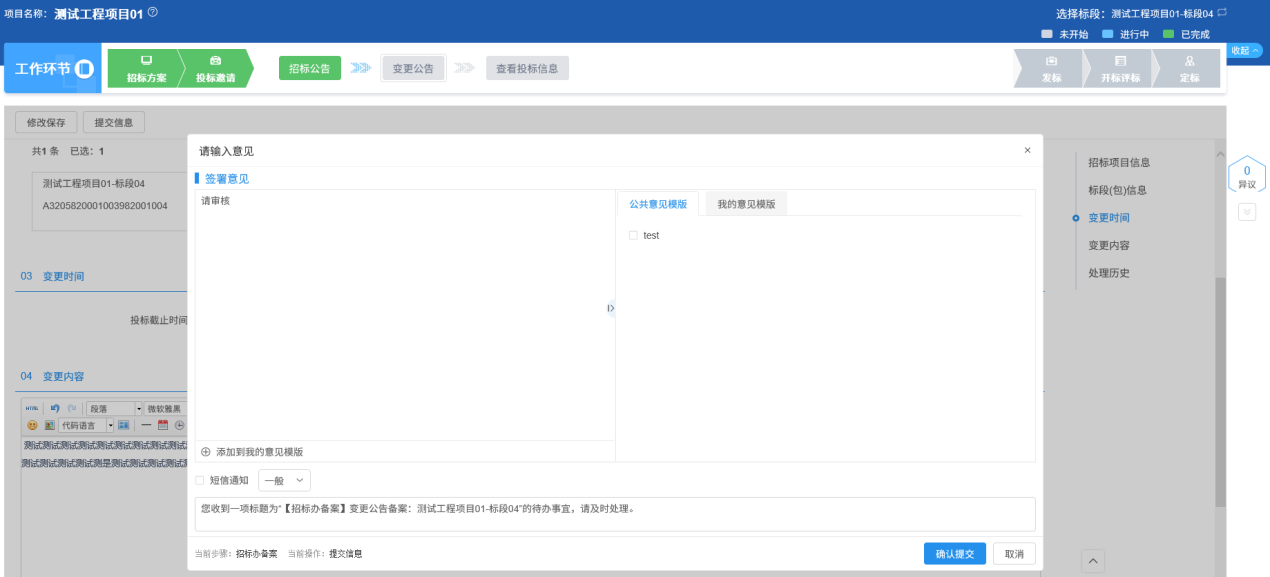 项目名称： 测试工程项目01
选择标段： 测试工程项目01-标段04
未开始 进行中 已完成
工作环节
招标方案
投标邀请
招标公告
变更公告
查看投标信息
发标
开标评标
定标
收起
修改保存 提交信息
共1 条 已选： 1
测试工程项目01-标段04
A3205820001003982001004
03 变更时间
投标截止时间
04 变更内容
HTML 段落 微软雅黑
代码语言
测试测试测试测试测试测试测试测试测试
测试测试测试测试测是测试测试测试测试
请输入意见 ×
签署意见
请审核
添加到我的意见模版
公共意见模版 我的意见模版
test
短信通知 一般
您收到一项标题为“【招标办备案】变更公告备案：测试工程项目01-标段04”的待办事宜，请及时处理。
当前步骤：招标办备案 当前操作：提交信息
确认提交 取消
招标项目信息
标段(包)信息
变更时间
变更内容
处理历史
0
异议